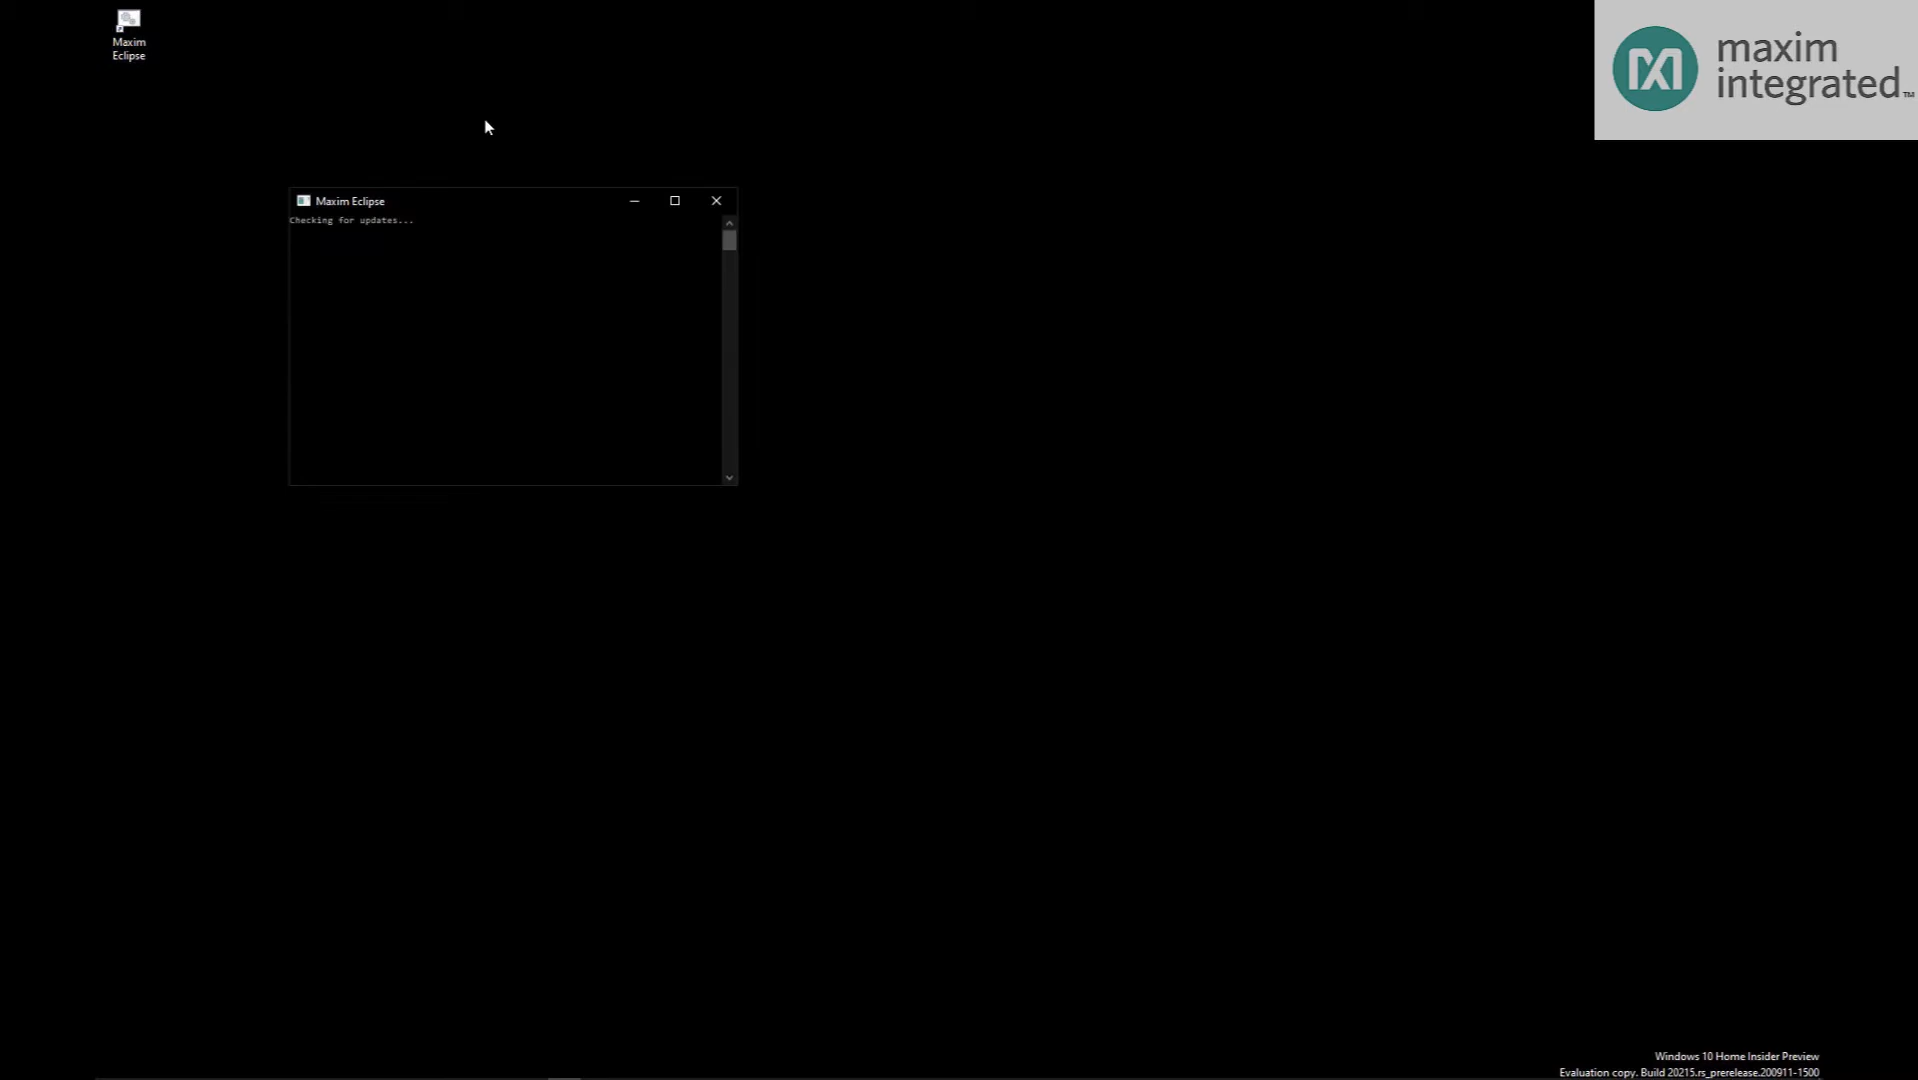 Maxim
Eclipse
maxim
integrated™
Maxim Eclipse
Checking for updates...
Windows 10 Home Insider Preview
Evaluation copy. Build 20215.rs_prerelease.200911-1500